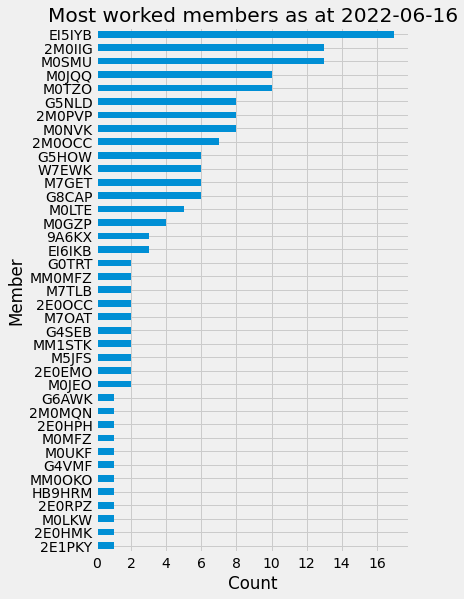 Most worked members as at 2022-06-16
EI5IYB
2M0IIG
M0SMU
M0JQQ
M0TZO
G5NLD
2M0PVP
M0NVK
2M0OCC
G5HOW
W7EWK
M7GET
G8CAP
M0LTE
M0GZP
9A6KX
EI6IKB
G0TRT
MM0MFZ
M7TLB
2E0OCC
M7OAT
G4SEB
MM1STK
M5JFS
2E0EMO
M0JEO
G6AWK
2M0MQN
2E0HPH
M0MFZ
M0UKF
G4VMF
MM0OKO
HB9HRM
2E0RPZ
M0LKW
2E0HMK
2E1PKY
Member
0 2 4 6 8 10 12 14 16
Count